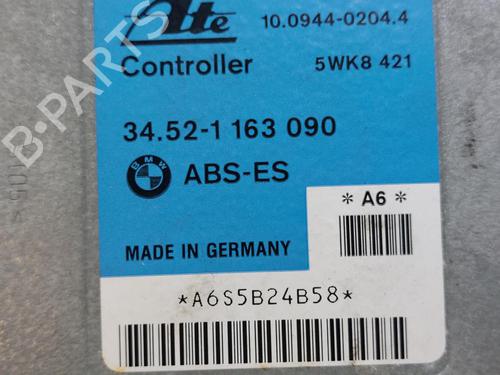 Ate
10.0944-0204.4
Controller
5WK8 421
34.52-1 163 090
BMW
ABS-ES
* A6 *
MADE IN GERMANY
*A6S5B24B58*